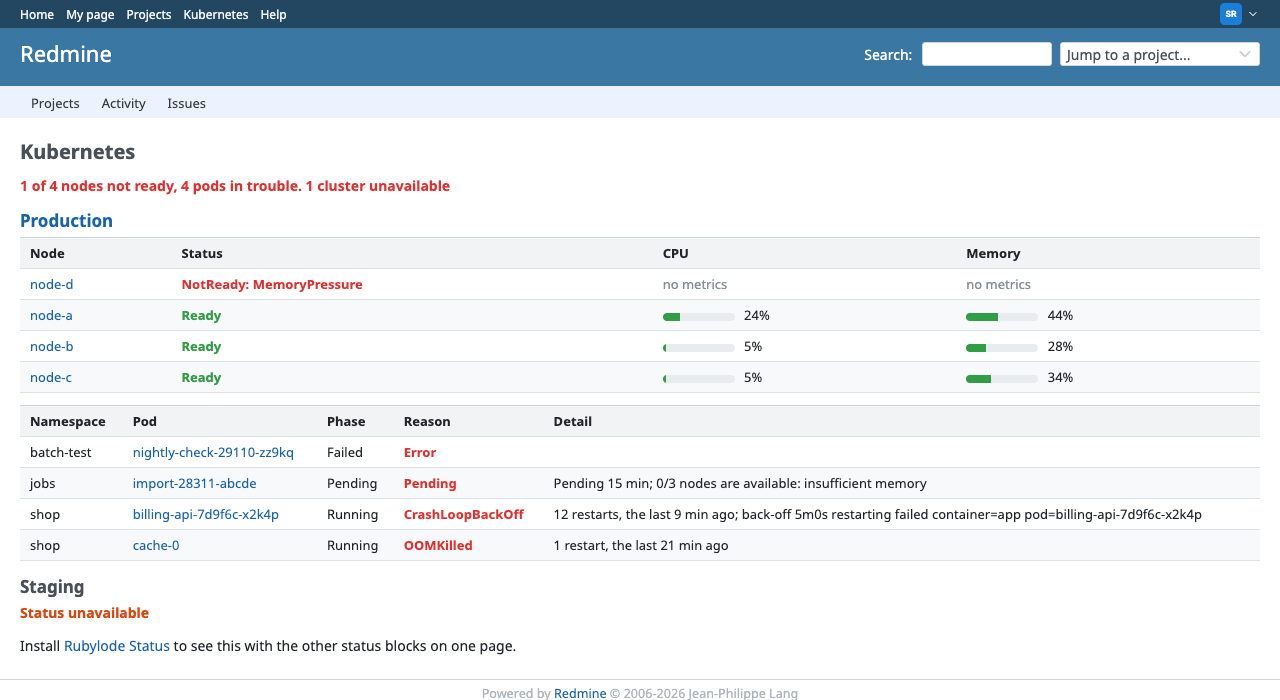 Home My page Projects Kubernetes Help SR
Redmine Search: Jump to a project...
Projects Activity Issues
Kubernetes
1 of 4 nodes not ready, 4 pods in trouble. 1 cluster unavailable
Production
Node Status CPU Memory
node-d NotReady: MemoryPressure no metrics no metrics
node-a Ready 24% 44%
node-b Ready 5% 28%
node-c Ready 5% 34%
Namespace Pod Phase Reason Detail
batch-test nightly-check-29110-zz9kq Failed Error
jobs import-28311-abcde Pending Pending Pending 15 min; 0/3 nodes are available: insufficient memory
shop billing-api-7d9f6c-x2k4p Running CrashLoopBackOff 12 restarts, the last 9 min ago; back-off 5m0s restarting failed container=app pod=billing-api-7d9f6c-x2k4p
shop cache-0 Running OOMKilled 1 restart, the last 21 min ago
Staging
Status unavailable
Install Rubylode Status to see this with the other status blocks on one page.
Powered by Redmine © 2006-2026 Jean-Philippe Lang